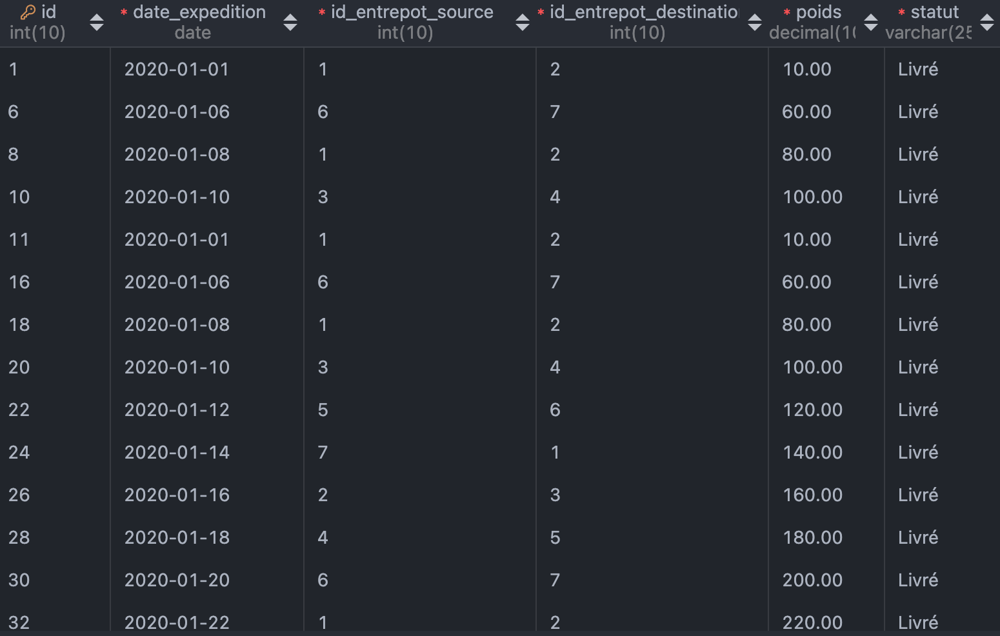 id * date_expedition * id_entrepot_source * id_entrepot_destinatio * poids * statut
int(10) date int(10) int(10) decimal(10 varchar(25
1 2020-01-01 1 2 10.00 Livré
6 2020-01-06 6 7 60.00 Livré
8 2020-01-08 1 2 80.00 Livré
10 2020-01-10 3 4 100.00 Livré
11 2020-01-01 1 2 10.00 Livré
16 2020-01-06 6 7 60.00 Livré
18 2020-01-08 1 2 80.00 Livré
20 2020-01-10 3 4 100.00 Livré
22 2020-01-12 5 6 120.00 Livré
24 2020-01-14 7 1 140.00 Livré
26 2020-01-16 2 3 160.00 Livré
28 2020-01-18 4 5 180.00 Livré
30 2020-01-20 6 7 200.00 Livré
32 2020-01-22 1 2 220.00 Livré